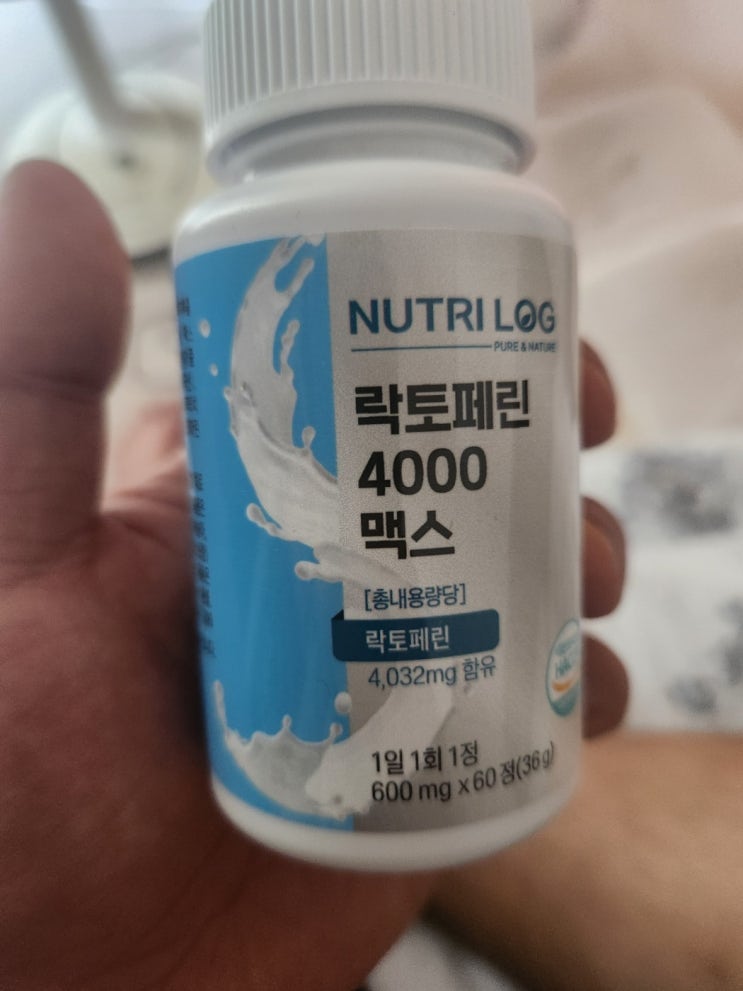 NUTRI LOG
PURE & NATURE
락토페린
4000
맥스
[총내용량당]
락토페린
4,032mg 함유
1일 1회 1정
600 mg x 60 정(36 g)